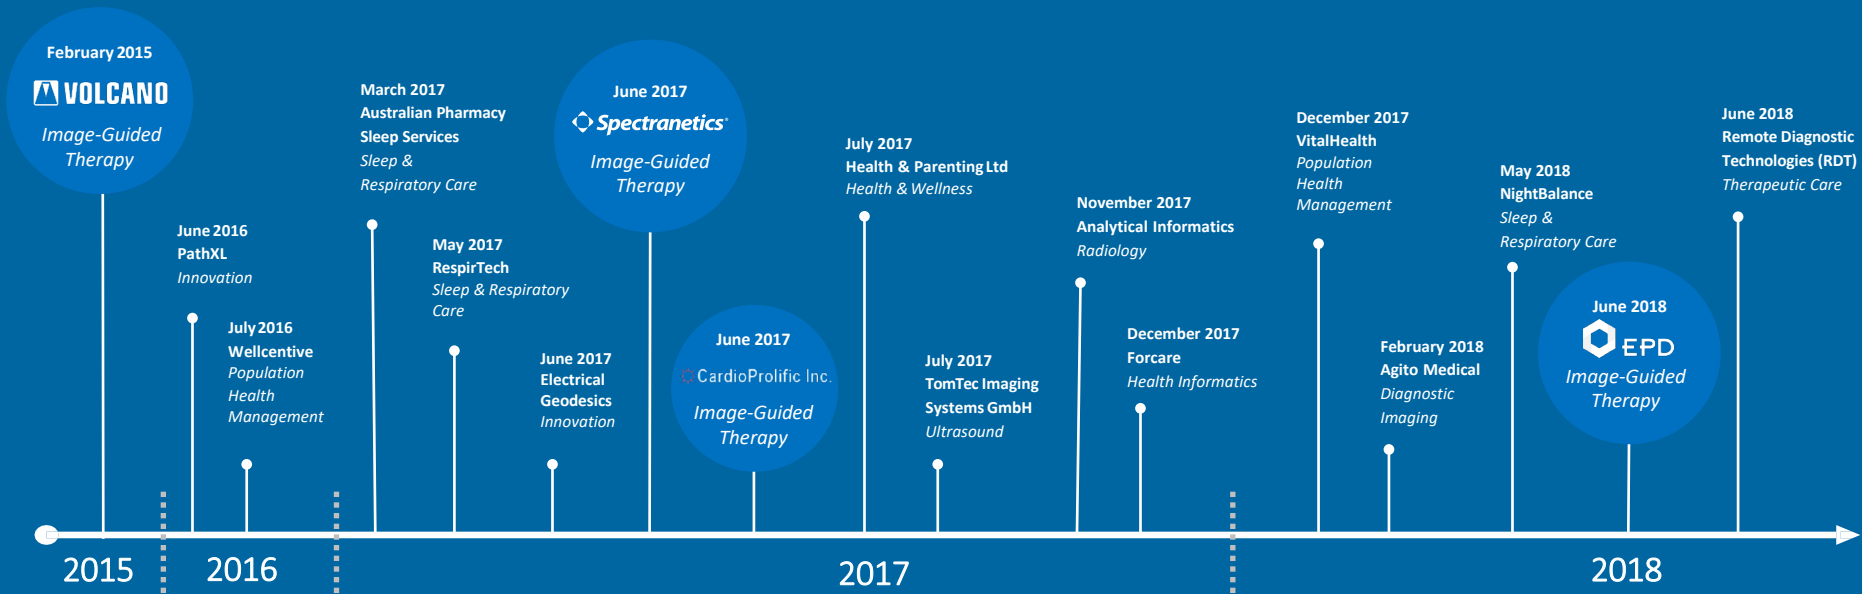 February 2015
VOLCANO
Image-Guided
Therapy
June 2016
PathXL
Innovation
July 2016
Wellcentive
Population
Health
Management
March 2017
Australian Pharmacy
Sleep Services
Sleep &
Respiratory Care
May 2017
RespirTech
Sleep & Respiratory
Care
June 2017
Electrical
Geodesics
Innovation
June 2017
Spectranetics
Image-Guided
Therapy
June 2017
CardioProlific Inc.
Image-Guided
Therapy
July 2017
Health & Parenting Ltd
Health & Wellness
July 2017
TomTec Imaging
Systems GmbH
Ultrasound
November 2017
Analytical Informatics
Radiology
December 2017
Forcare
Health Informatics
December 2017
VitalHealth
Population
Health
Management
February 2018
Agito Medical
Diagnostic
Imaging
May 2018
NightBalance
Sleep &
Respiratory Care
June 2018
EPD
Image-Guided
Therapy
June 2018
Remote Diagnostic
Technologies (RDT)
Therapeutic Care
2015
2016
2017
2018